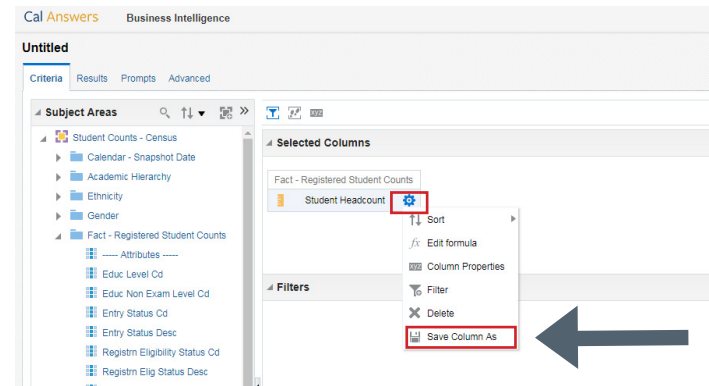 Cal Answers Business Intelligence
Untitled
Criteria Results Prompts Advanced
Subject Areas
Student Counts - Census
Calendar - Snapshot Date
Academic Hierarchy
Ethnicity
Gender
Fact - Registered Student Counts
----- Attributes -----
Educ Level Cd
Educ Non Exam Level Cd
Entry Status Cd
Entry Status Desc
Registrn Eligibility Status Cd
Registrn Elig Status Desc
xyz
Selected Columns
Fact - Registered Student Counts
Student Headcount
Sort
fx Edit formula
xyz Column Properties
Filter
Delete
Save Column As
Filters